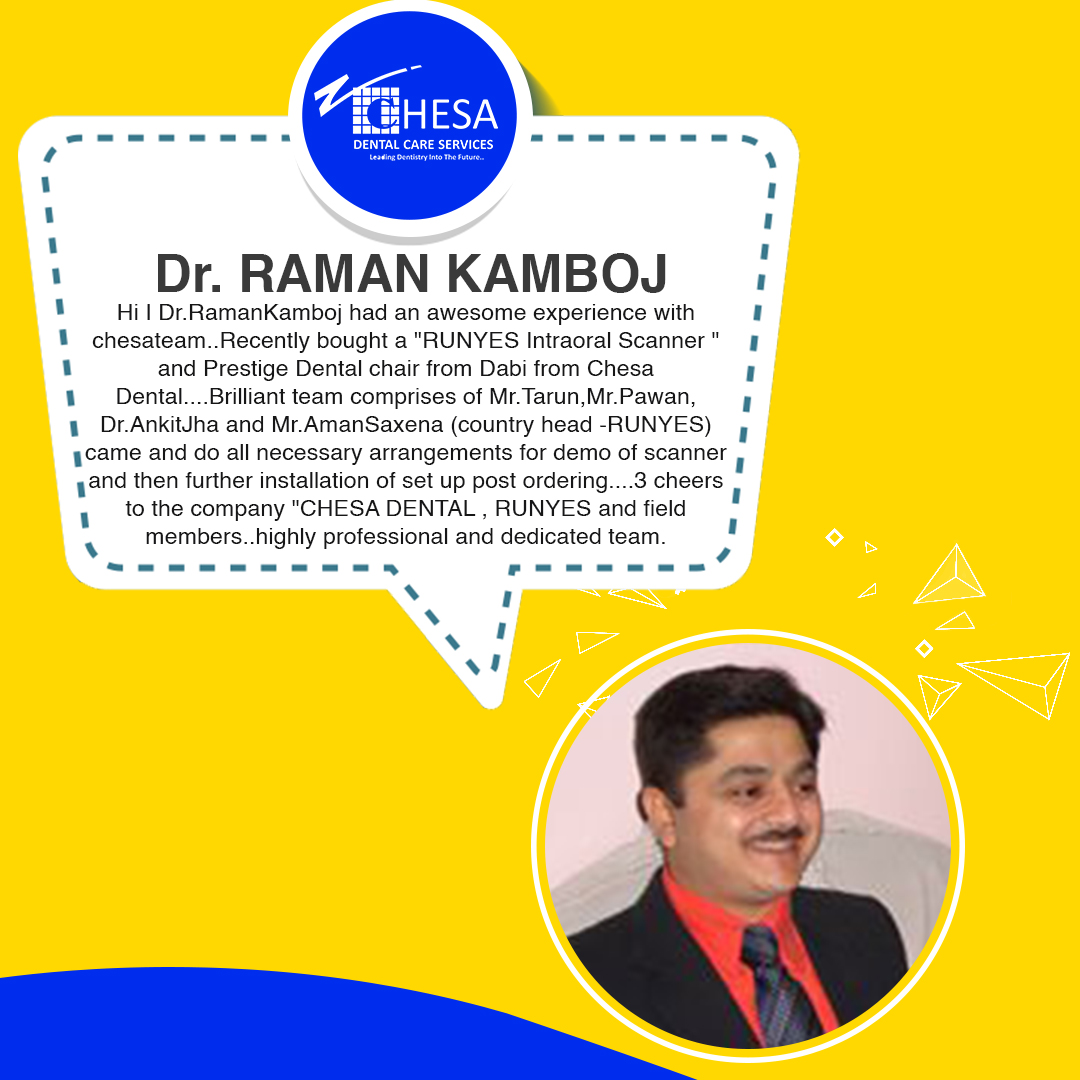 CHESA
DENTAL CARE SERVICES
Leading Dentistry Into The Future..
Dr. RAMAN KAMBOJ
Hi I Dr.RamanKamboj had an awesome experience with
chesateam..Recently bought a "RUNYES Intraoral Scanner "
and Prestige Dental chair from Dabi from Chesa
Dental....Brilliant team comprises of Mr.Tarun,Mr.Pawan,
Dr.AnkitJha and Mr.AmanSaxena (country head -RUNYES)
came and do all necessary arrangements for demo of scanner
and then further installation of set up post ordering....3 cheers
to the company "CHESA DENTAL , RUNYES and field
members..highly professional and dedicated team.